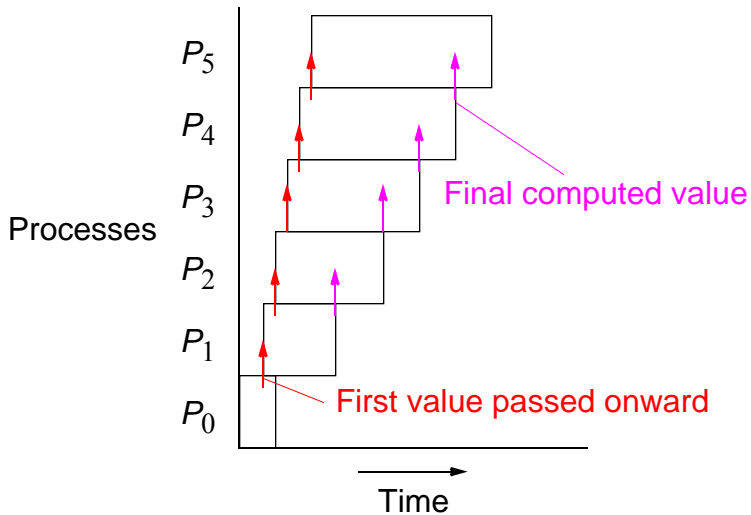 P5
P4
Final computed value
P3
Processes
P2
P1
First value passed onward
P0
Time